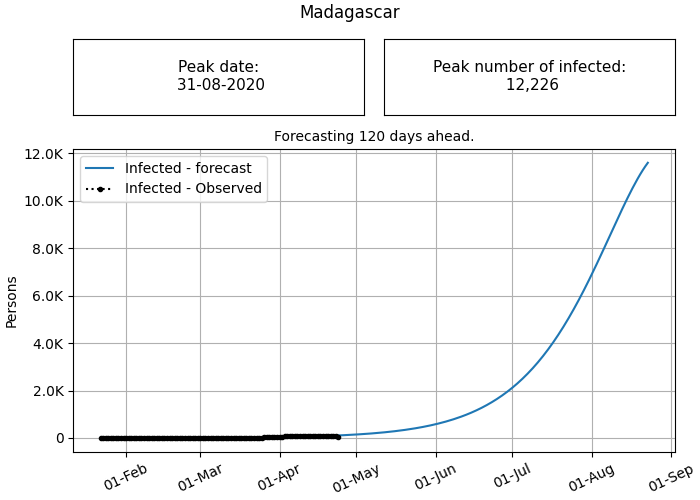 Madagascar
Peak date:
31-08-2020
Peak number of infected:
12,226
Forecasting 120 days ahead.
12.0K
10.0K
8.0K
6.0K
4.0K
2.0K
0
Persons
Infected - forecast
Infected - Observed
01-Feb
01-Mar
01-Apr
01-May
01-Jun
01-Jul
01-Aug
01-Sep